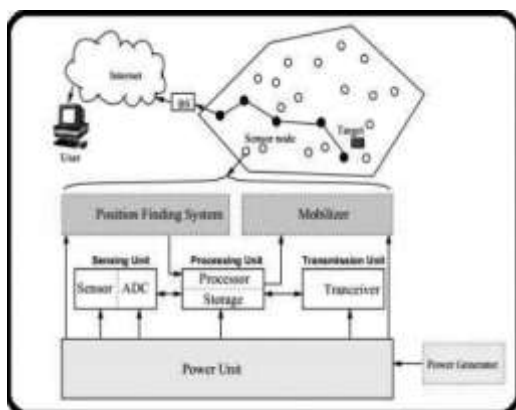 Internet
BS
User
Sensor node
Target
Position Finding System
Mobilizer
Sensing Unit
Processing Unit
Transmission Unit
Sensor
ADC
Processor
Storage
Tranceiver
Power Unit
Power Generator